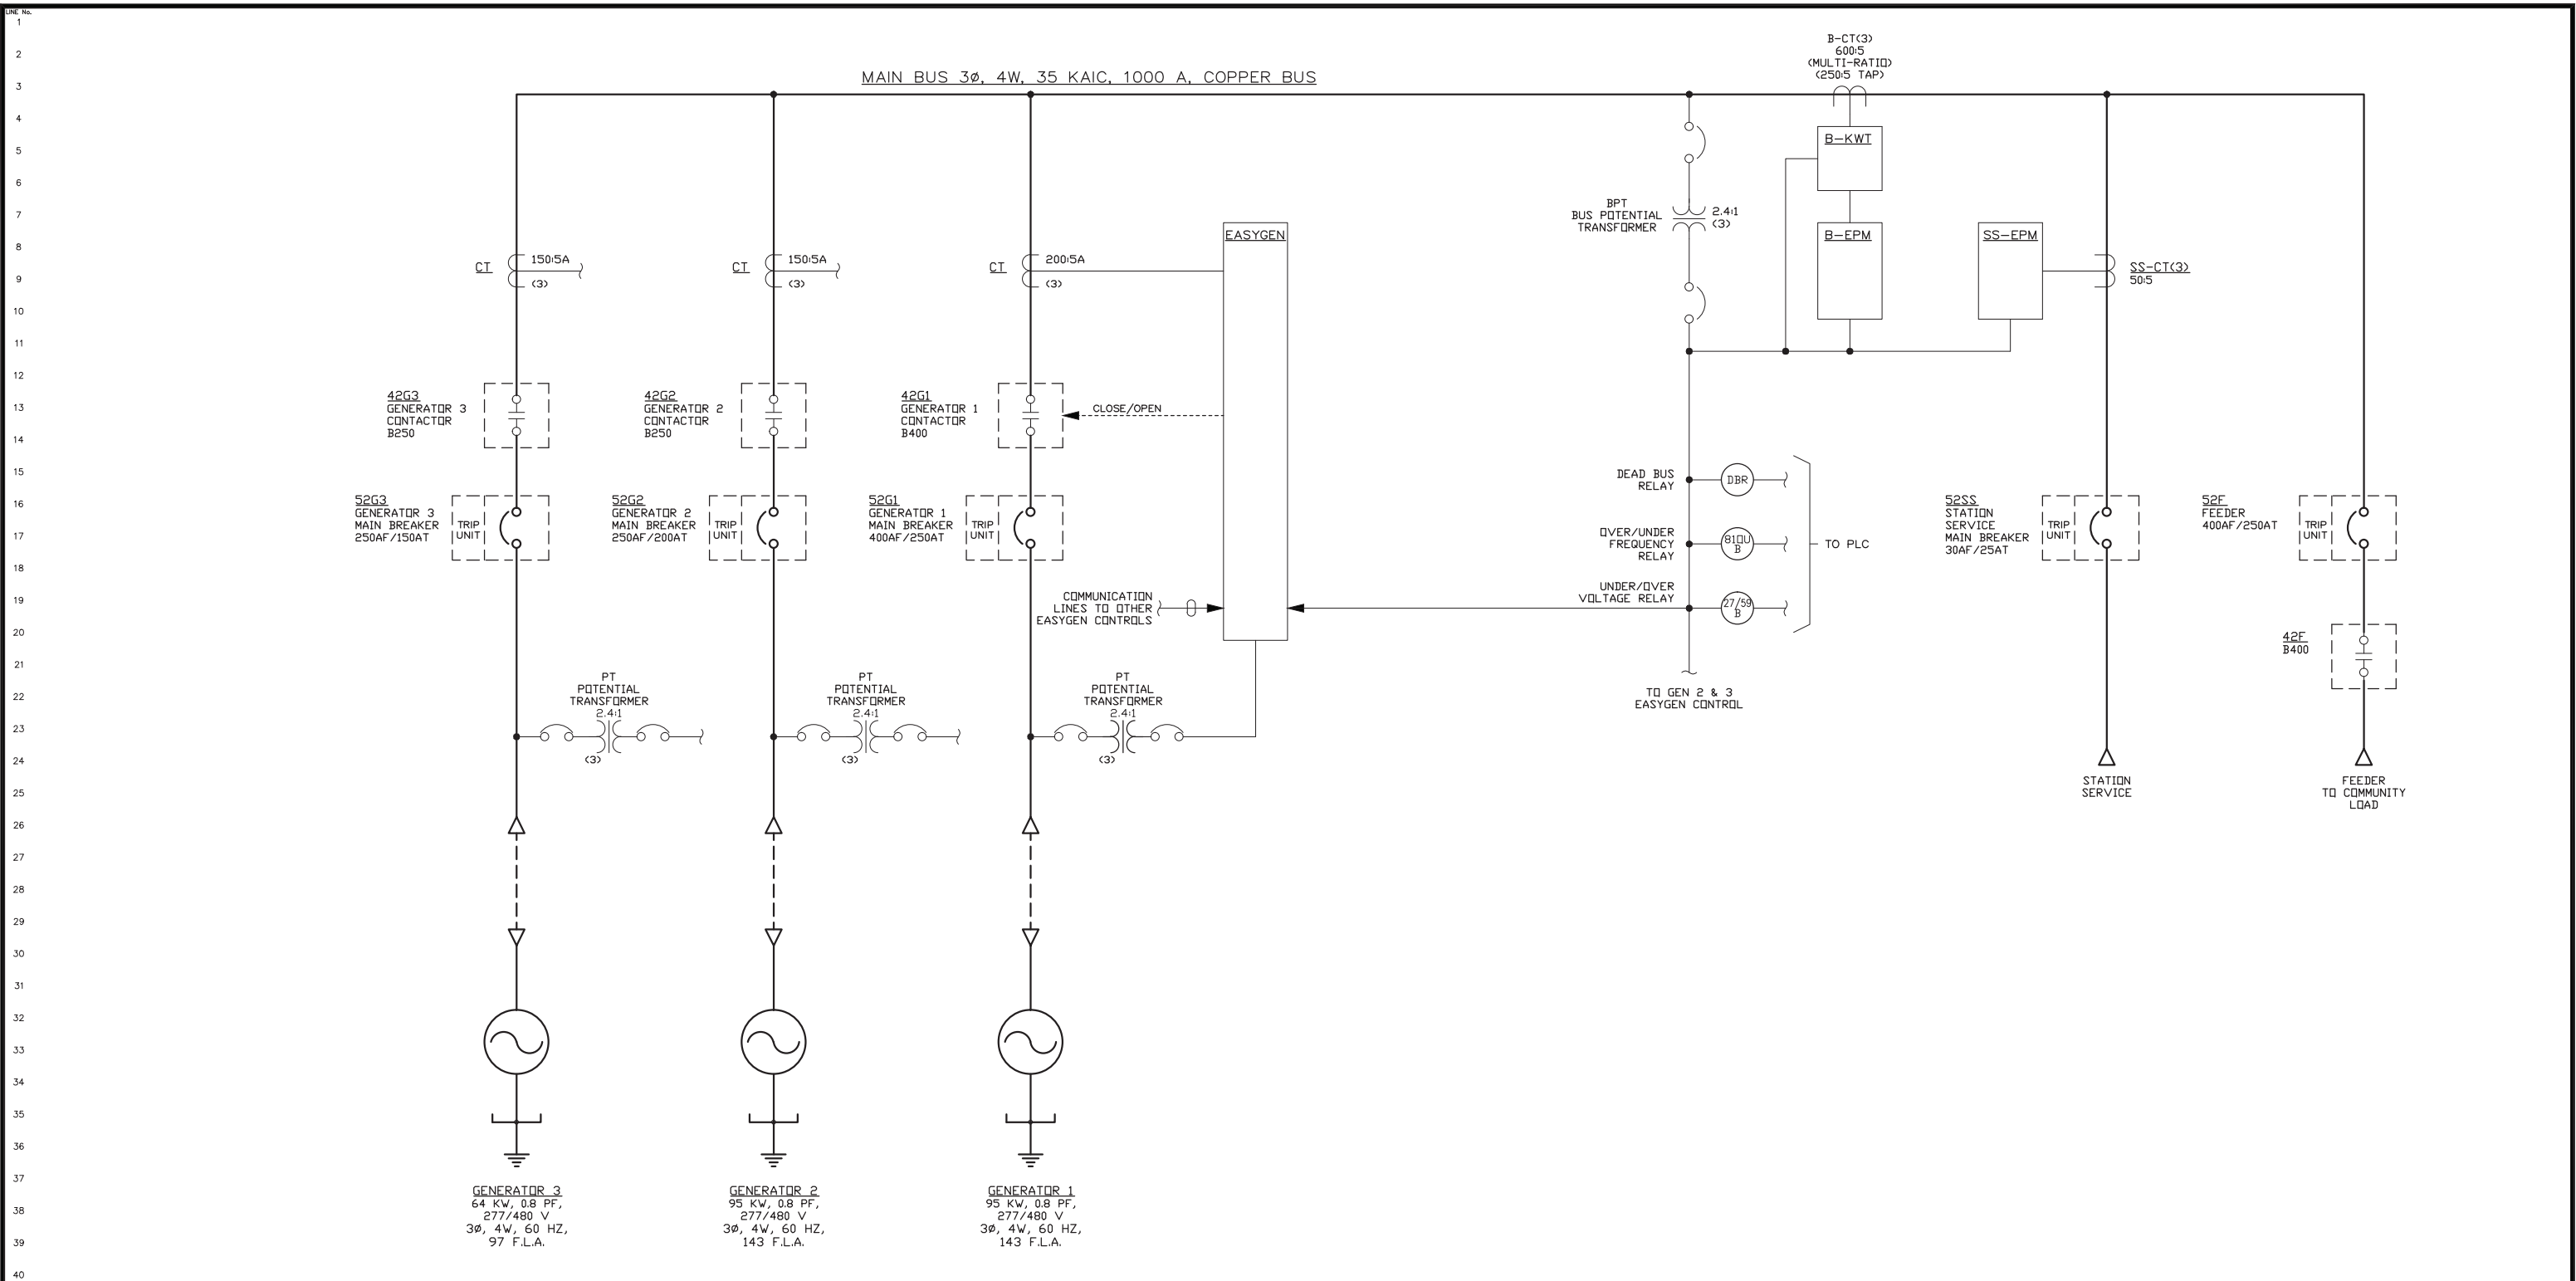 LINE No.
1
2
3
4
5
6
7
8
9
10
11
12
13
14
15
16
17
18
19
20
21
22
23
24
25
26
27
28
29
30
31
32
33
34
35
36
37
38
39
40
MAIN BUS 3ø, 4W, 35 KAIC, 1000 A, COPPER BUS
B-CT(3)
600:5
(MULTI-RATIO)
(250:5 TAP)
B-KWT
BPT
BUS POTENTIAL
TRANSFORMER
2.4:1
(3)
B-EPM
SS-EPM
SS-CT(3)
50:5
EASYGEN
CT
150:5A
(3)
CT
150:5A
(3)
CT
200:5A
(3)
42G3
GENERATOR 3
CONTACTOR
B250
42G2
GENERATOR 2
CONTACTOR
B250
42G1
GENERATOR 1
CONTACTOR
B400
CLOSE/OPEN
52G3
GENERATOR 3
MAIN BREAKER
250AF/150AT
TRIP
UNIT
52G2
GENERATOR 2
MAIN BREAKER
250AF/200AT
TRIP
UNIT
52G1
GENERATOR 1
MAIN BREAKER
400AF/250AT
TRIP
UNIT
DEAD BUS
RELAY
DBR
OVER/UNDER
FREQUENCY
RELAY
81OU
B
TO PLC
UNDER/OVER
VOLTAGE RELAY
27/59
B
52SS
STATION
SERVICE
MAIN BREAKER
30AF/25AT
TRIP
UNIT
52F
FEEDER
400AF/250AT
TRIP
UNIT
COMMUNICATION
LINES TO OTHER
EASYGEN CONTROLS
42F
B400
PT
POTENTIAL
TRANSFORMER
2.4:1
(3)
PT
POTENTIAL
TRANSFORMER
2.4:1
(3)
PT
POTENTIAL
TRANSFORMER
2.4:1
(3)
TO GEN 2 & 3
EASYGEN CONTROL
STATION
SERVICE
FEEDER
TO COMMUNITY
LOAD
GENERATOR 3
64 KW, 0.8 PF,
277/480 V
3ø, 4W, 60 HZ,
97 F.L.A.
GENERATOR 2
95 KW, 0.8 PF,
277/480 V
3ø, 4W, 60 HZ,
143 F.L.A.
GENERATOR 1
95 KW, 0.8 PF,
277/480 V
3ø, 4W, 60 HZ,
143 F.L.A.